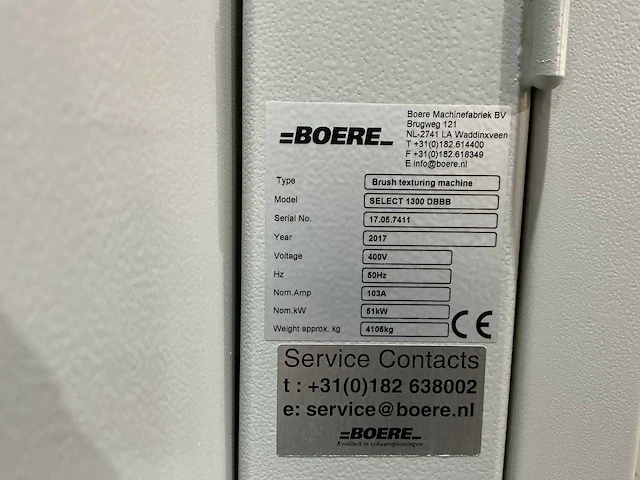 =BOERE_
Boere Machinefabriek BV
Brugweg 121
NL-2741 LA Waddinxveen
T +31(0)182.614400
F +31(0)182.618349
E info@boere.nl
Type Brush texturing machine
Model SELECT 1300 DBBB
Serial No. 17.05.7411
Year 2017
Voltage 400V
Hz 50Hz
Nom.Amp 103A
Nom.kW 51kW
Weight approx. kg 4105kg
CE
Service Contacts
t : +31(0)182 638002
e: service@boere.nl
=BOERE_
Kwaliteit in schuuroplossingen